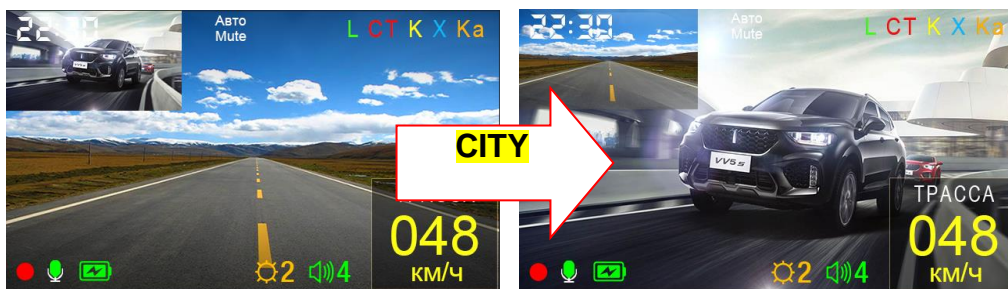 22:30
Авто
Mute
L CT K X Ka
048
км/ч
2
4
CITY
22:30
Авто
Mute
L CT K X Ka
VV5s
ТРАССА
048
км/ч
2
4